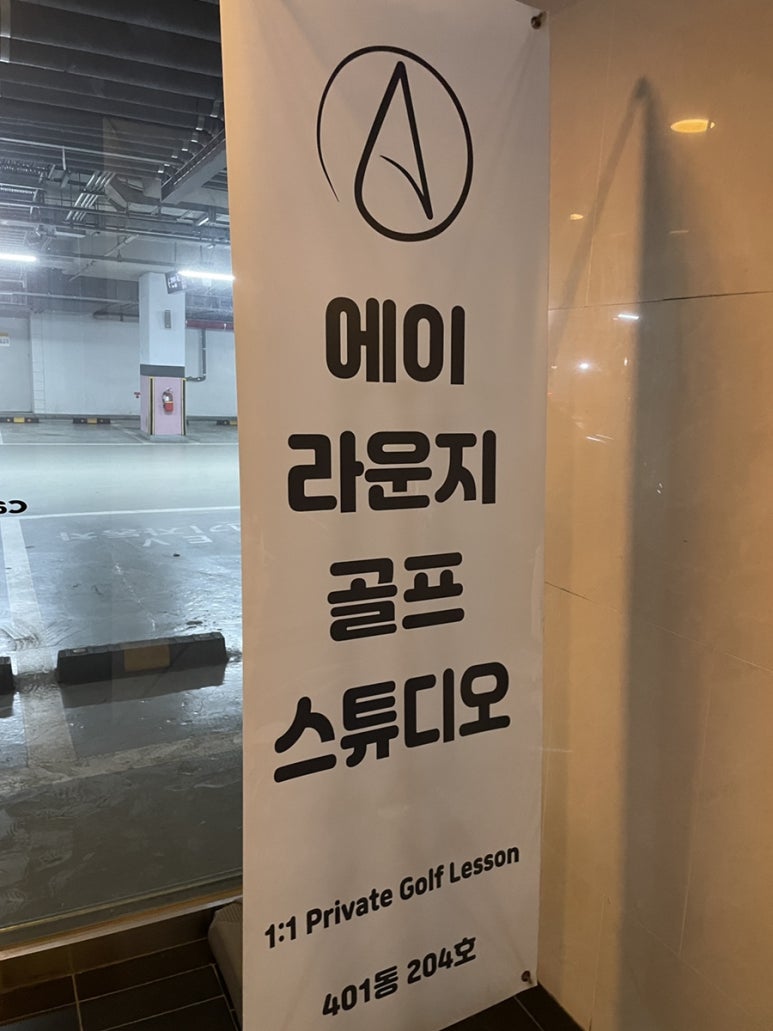 에이
라운지
골프
스튜디오
1:1 Private Golf Lesson
401동 204호